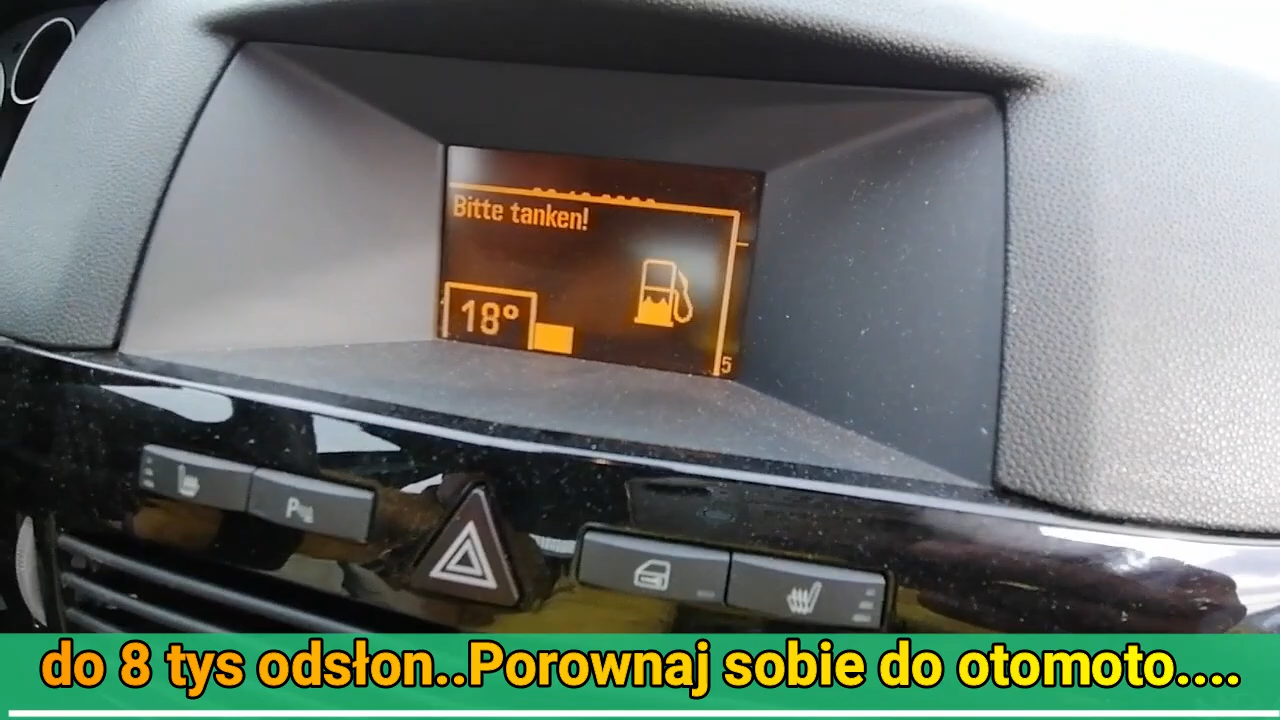 Bitte tanken!
18°
5
P
do 8 tys odsłon..Porownaj sobie do otomoto....